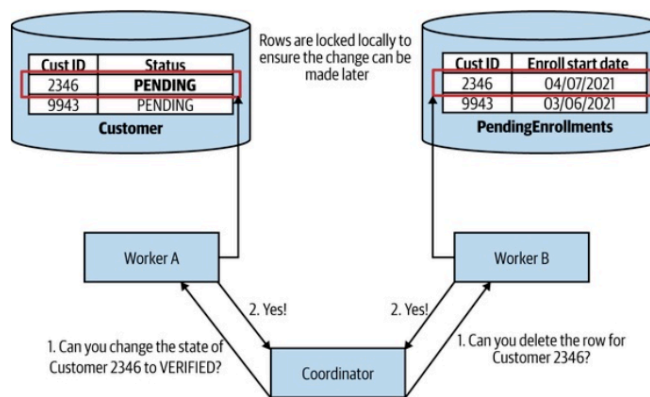 Cust ID Status
2346 PENDING
9943 PENDING
Customer
Rows are locked locally to
ensure the change can be
made later
Cust ID Enroll start date
2346 04/07/2021
9943 03/06/2021
PendingEnrollments
Worker A
Worker B
2. Yes!
2. Yes!
1. Can you change the state of
Customer 2346 to VERIFIED?
Coordinator
1. Can you delete the row for
Customer 2346?